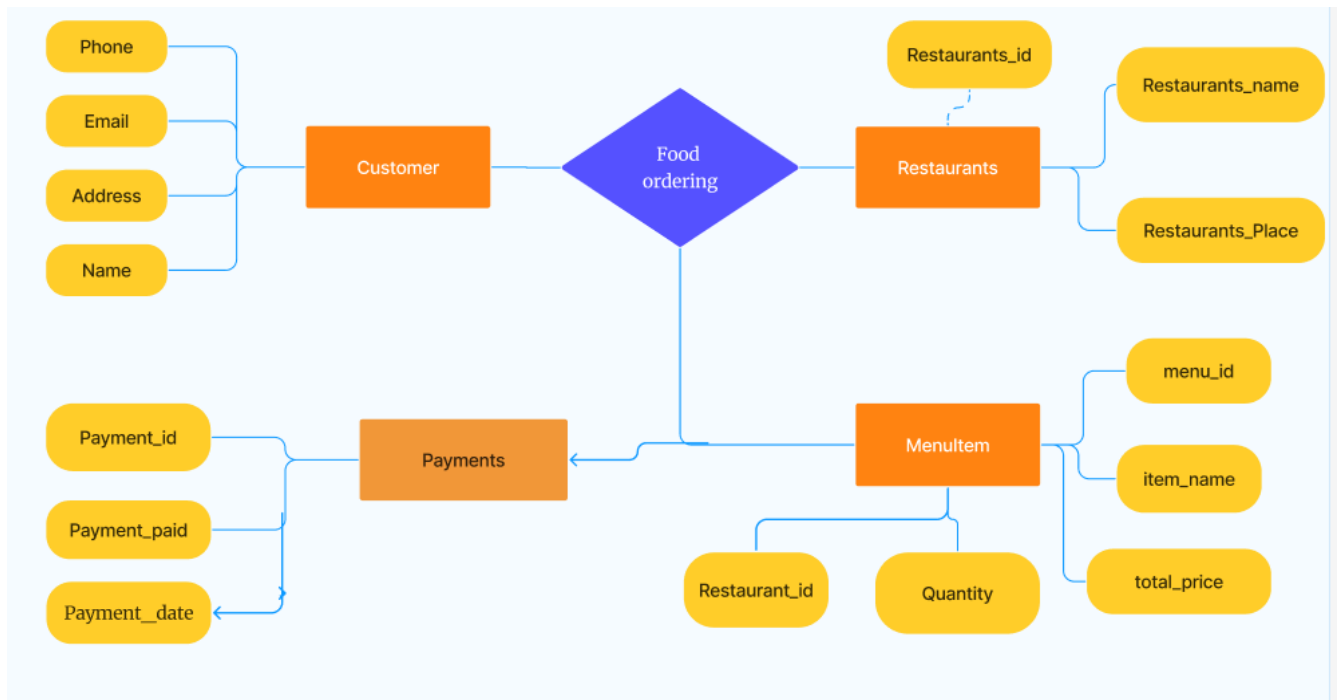 Phone
Email
Address
Name
Customer
Food
ordering
Restaurants_id
Restaurants
Restaurants_name
Restaurants_Place
Payment_id
Payment_paid
Payment_date
Payments
MenuItem
menu_id
item_name
total_price
Restaurant_id
Quantity